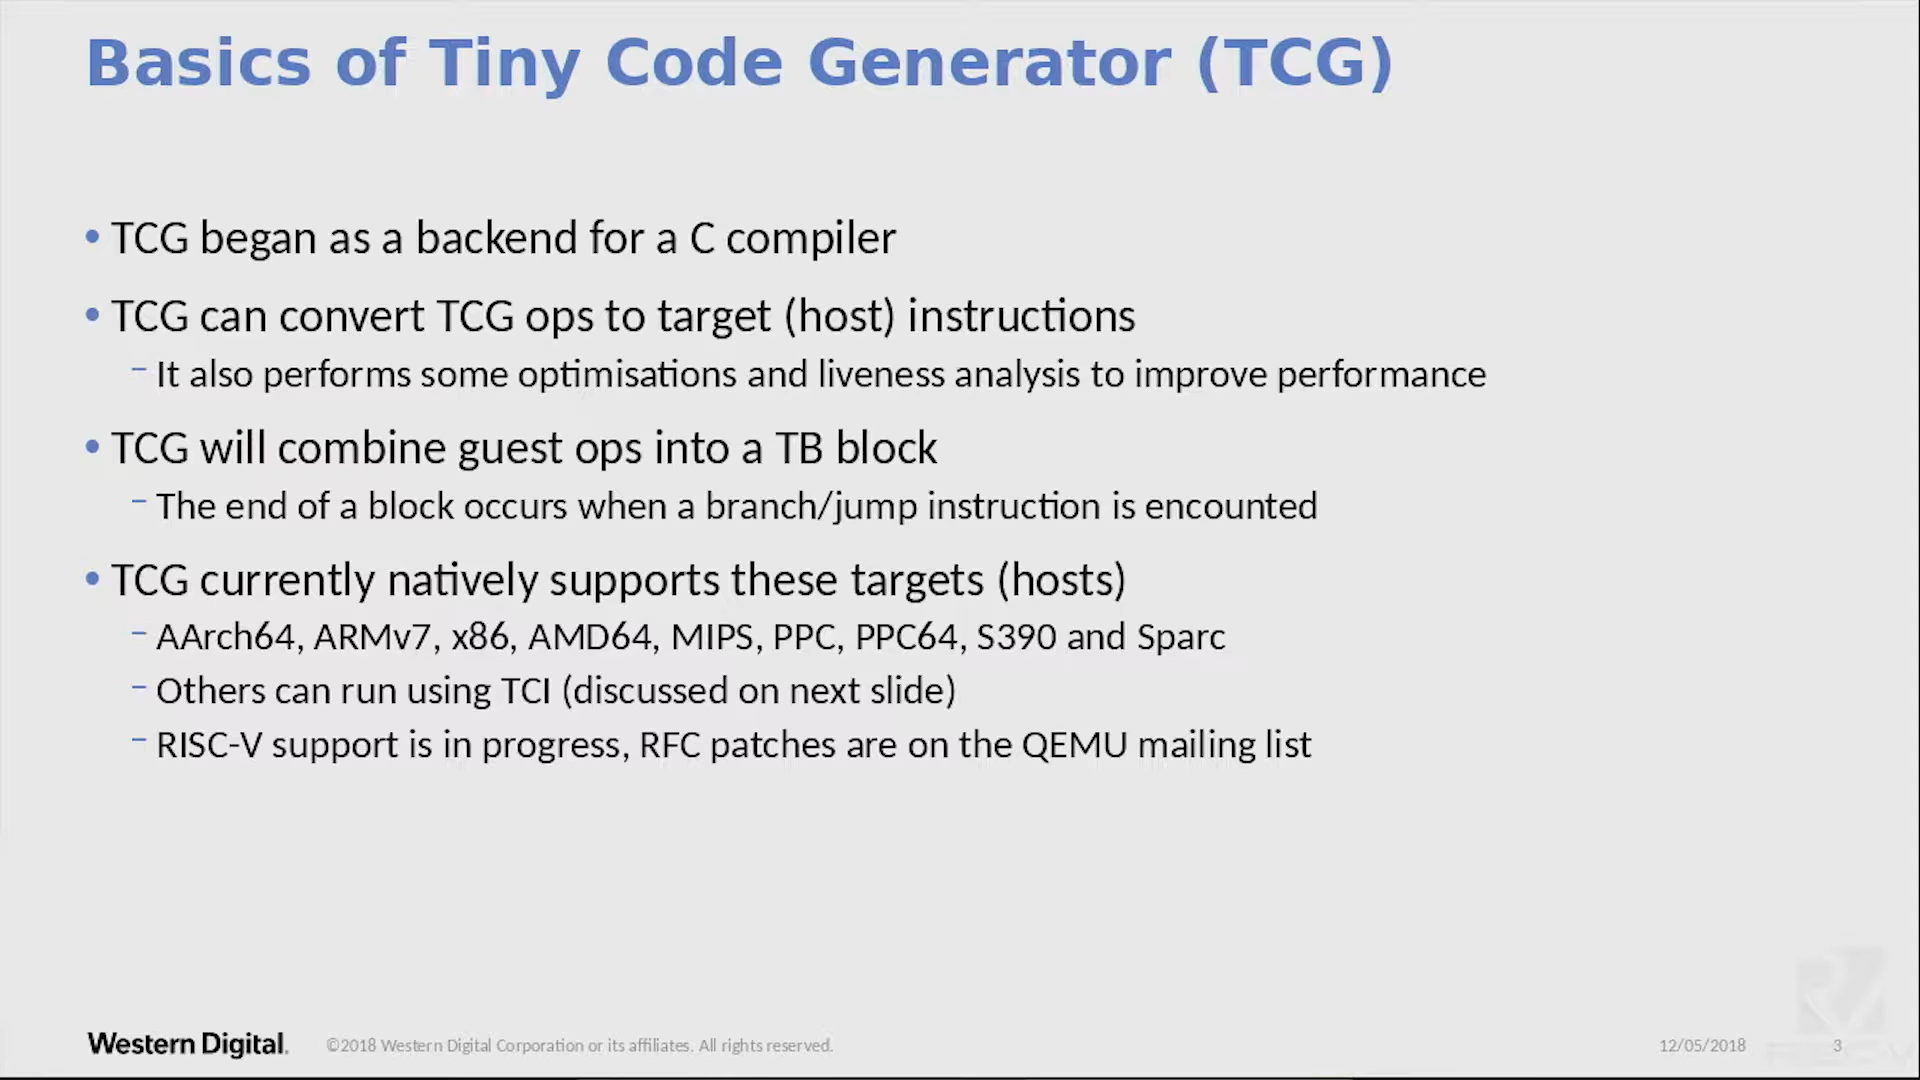 Basics of Tiny Code Generator (TCG)
• TCG began as a backend for a C compiler
• TCG can convert TCG ops to target (host) instructions
– It also performs some optimisations and liveness analysis to improve performance
• TCG will combine guest ops into a TB block
– The end of a block occurs when a branch/jump instruction is encounted
• TCG currently natively supports these targets (hosts)
– AArch64, ARMv7, x86, AMD64, MIPS, PPC, PPC64, S390 and Sparc
– Others can run using TCI (discussed on next slide)
– RISC-V support is in progress, RFC patches are on the QEMU mailing list
Western Digital. ©2018 Western Digital Corporation or its affiliates. All rights reserved. 12/05/2018 3
RISC-V